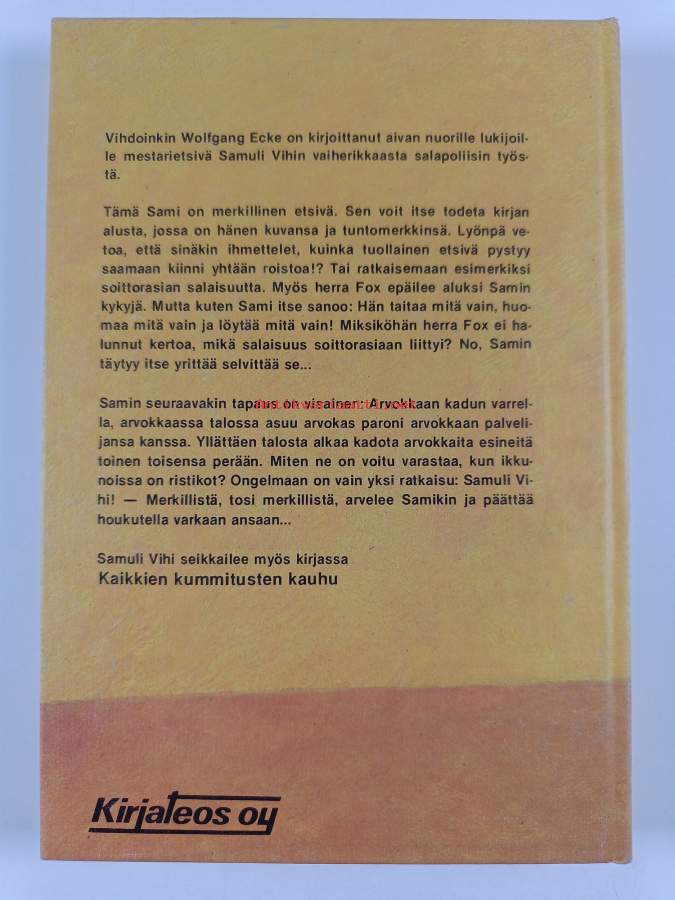 Vihdoinkin Wolfgang Ecke on kirjoittanut aivan nuorille lukijoil-
le mestarietsivä Samuli Vihin vaiherikkaasta salapoliisin työs-
tä.
Tämä Sami on merkillinen etsivä. Sen voit itse todeta kirjan
alusta, jossa on hänen kuvansa ja tuntomerkkinsä. Lyönpä ve-
toa, että sinäkin ihmettelet, kuinka tuollainen etsivä pystyy
saamaan kiinni yhtään roistoa!? Tai ratkaisemaan esimerkiksi
soittorasian salaisuutta. Myös herra Fox epäilee aluksi Samin
kykyjä. Mutta kuten Sami itse sanoo: Hän taitaa mitä vain, huo-
maa mitä vain ja löytää mitä vain! Miksiköhän herra Fox ei ha-
lunnut kertoa, mikä salaisuus soittorasiaan liittyi? No, Samin
täytyy itse yrittää selvittää se...
Samin seuraavakin tapaus on visainen: Arvokkaan kadun varrel-
la, arvokkaassa talossa asuu arvokas paroni arvokkaan palveli-
jansa kanssa. Yllättäen talosta alkaa kadota arvokkaita esineitä
toinen toisensa perään. Miten ne on voitu varastaa, kun ikku-
noissa on ristikot? Ongelmaan on vain yksi ratkaisu: Samuli Vi-
hi! — Merkillistä, tosi merkillistä, arvelee Samikin ja päättää
houkutella varkaan ansaan...
Samuli Vihi seikkailee myös kirjassa
Kaikkien kummitusten kauhu
Kirjateos oy